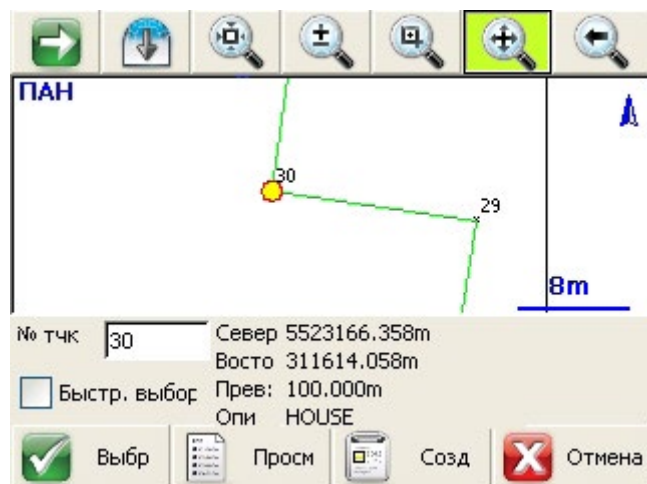 ПАН
30
29
8m
№ тчк 30
Север 5523166.358m
Восто 311614.058m
Быстр. выбор
Прев: 100.000m
Опи HOUSE
Выбр Просм Созд Отмена